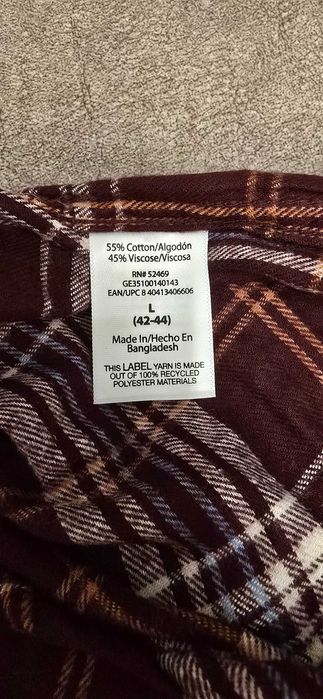 55% Cotton/Algodón
45% Viscose/Viscosa
RN# 52469
GE35100140143
EAN/UPC 8 40413406606
L
(42-44)
Made In/Hecho En
Bangladesh
THIS LABEL YARN IS MADE
OUT OF 100% RECYCLED
POLYESTER MATERIALS